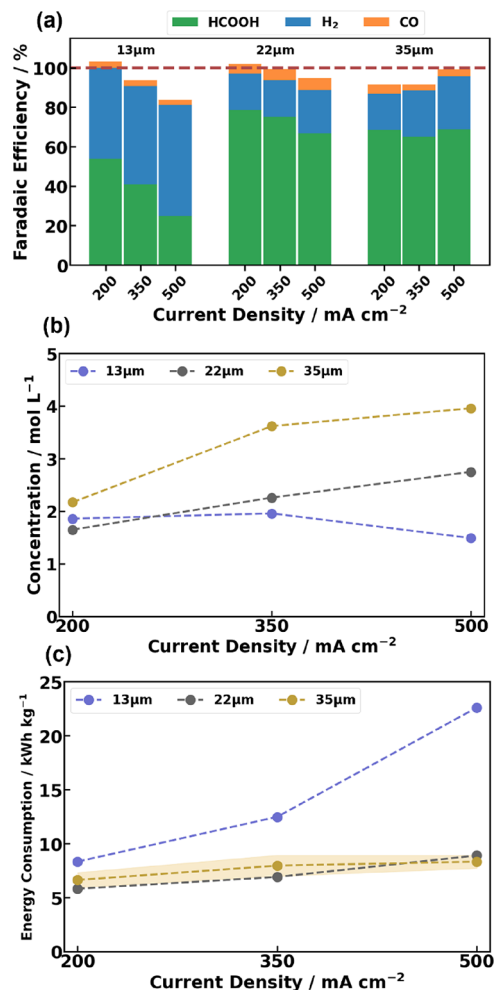 (a)
HCOOH H₂ CO
13μm 22μm 35μm
Faradaic Efficiency / %
100
80
60
40
20
0
200 350 500 200 350 500 200 350 500
Current Density / mA cm⁻²
(b)
13μm 22μm 35μm
Concentration / mol L⁻¹
5
4
3
2
1
0
200 350 500
Current Density / mA cm⁻²
(c)
13μm 22μm 35μm
Energy Consumption / kWh kg⁻¹
25
20
15
10
5
0
200 350 500
Current Density / mA cm⁻²